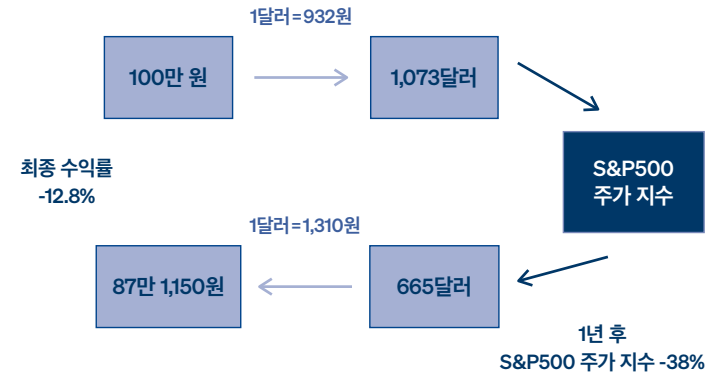 1달러=932원
100만 원
1,073달러
S&P500
주가 지수
최종 수익률
-12.8%
1달러=1,310원
87만 1,150원
665달러
1년 후
S&P500 주가 지수 -38%